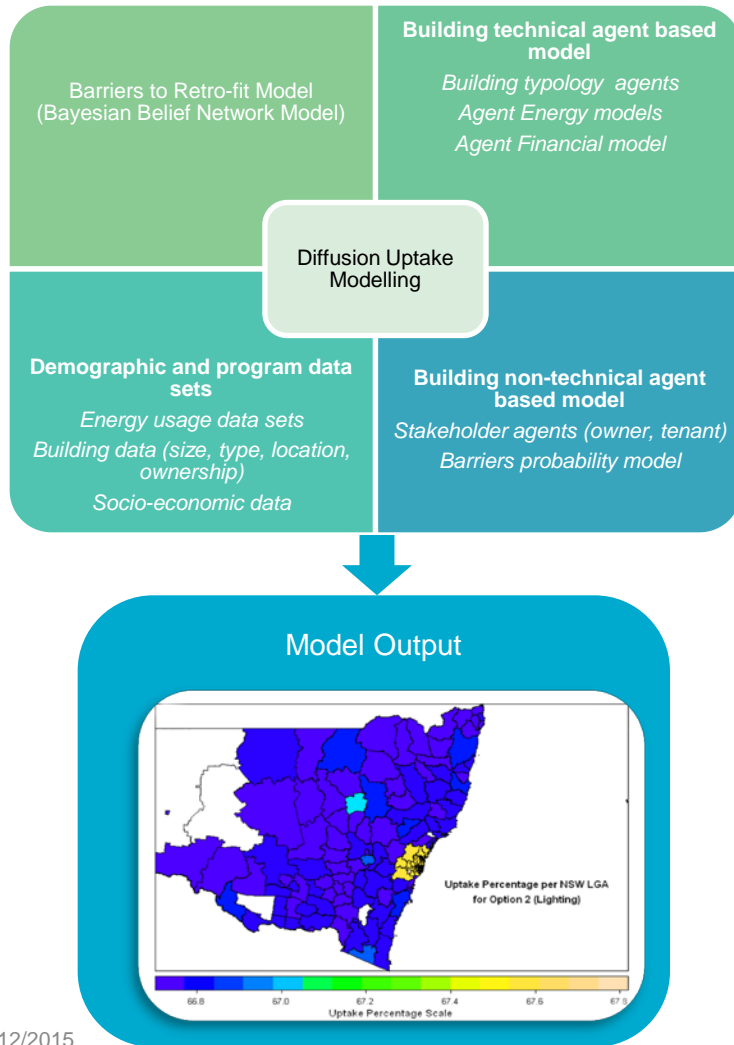 Barriers to Retro-fit Model
(Bayesian Belief Network Model)
Building technical agent based
model
Building typology agents
Agent Energy models
Agent Financial model
Diffusion Uptake
Modelling
Demographic and program data
sets
Energy usage data sets
Building data (size, type, location,
ownership)
Socio-economic data
Building non-technical agent
based model
Stakeholder agents (owner, tenant)
Barriers probability model
Model Output
Uptake Percentage per NSW LGA
for Option 2 (Lighting)
66.8 67.0 67.2 67.4 67.6 67.8
Uptake Percentage Scale
12/2015